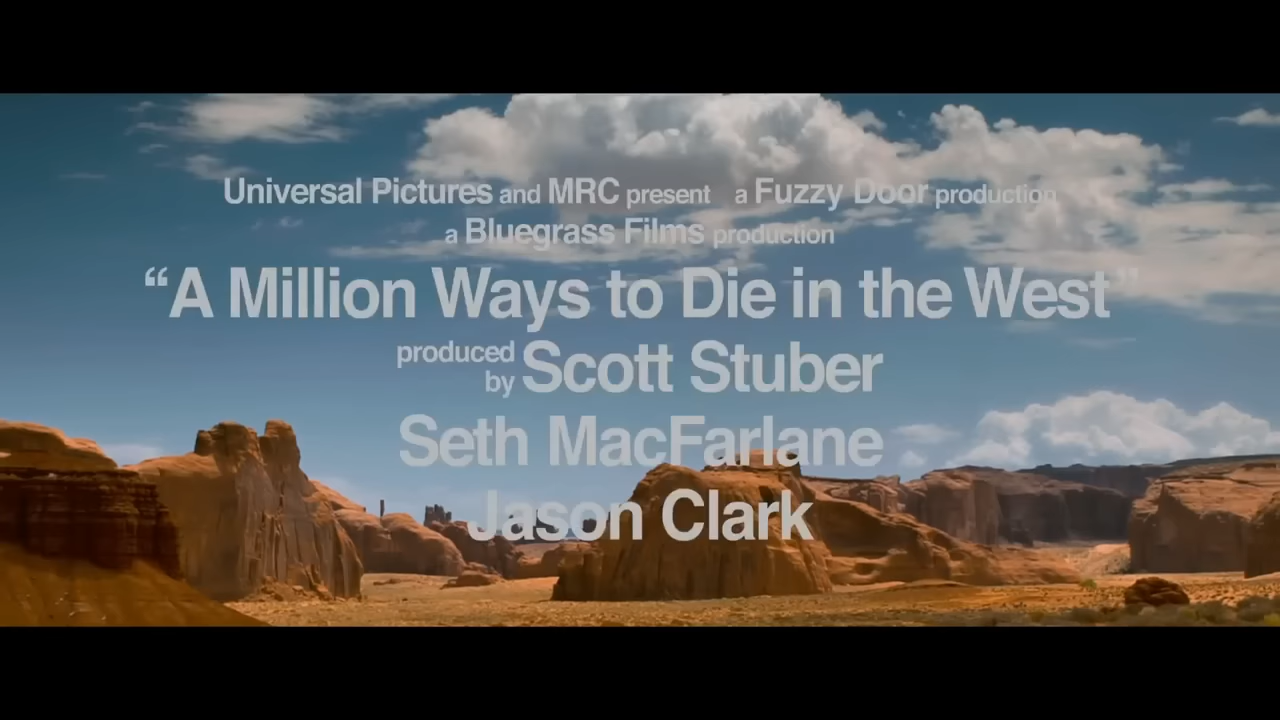 Universal Pictures and MRC present a Fuzzy Door production
a Bluegrass Films production
“A Million Ways to Die in the West”
produced by Scott Stuber
Seth MacFarlane
Jason Clark